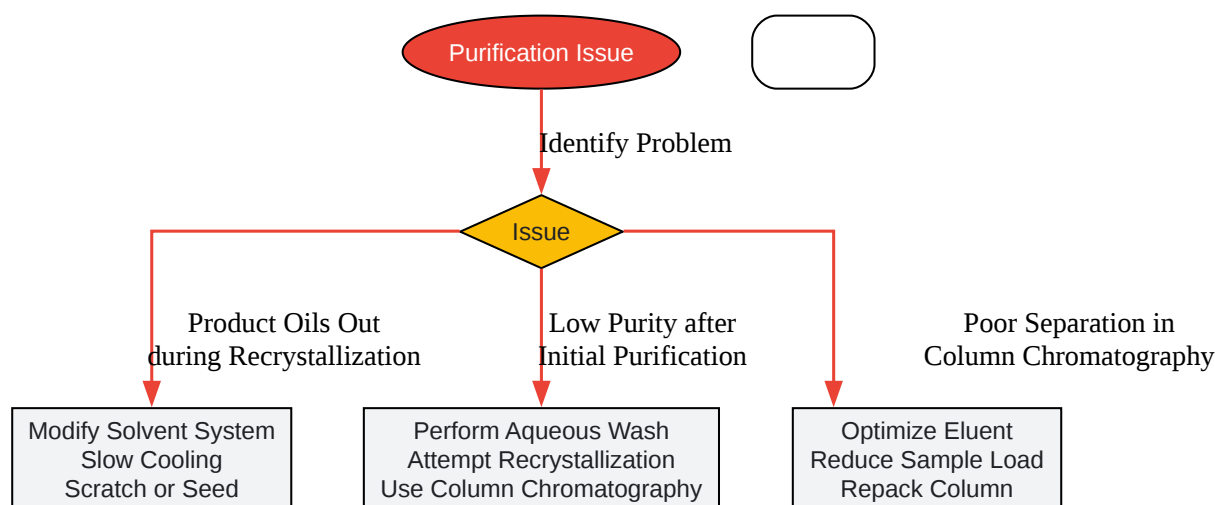 Purification Issue
Identify Problem
Issue
Product Oils Out
during Recrystallization
Low Purity after
Initial Purification
Poor Separation in
Column Chromatography
Modify Solvent System
Slow Cooling
Scratch or Seed
Perform Aqueous Wash
Attempt Recrystallization
Use Column Chromatography
Optimize Eluent
Reduce Sample Load
Repack Column